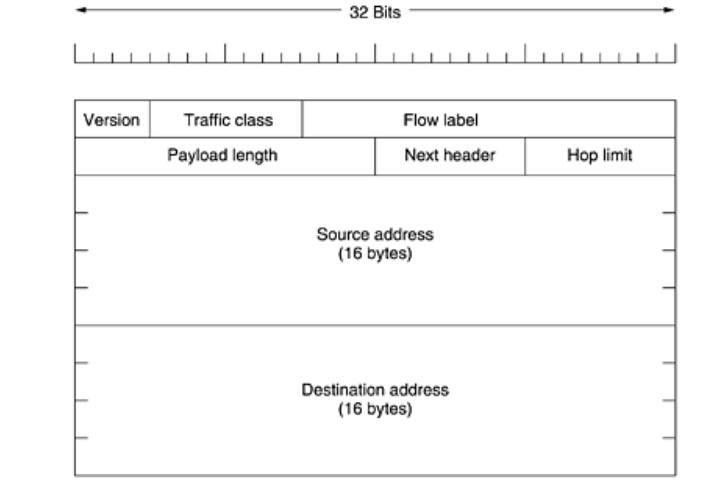 32 Bits
Version Traffic class Flow label
Payload length Next header Hop limit
Source address
(16 bytes)
Destination address
(16 bytes)